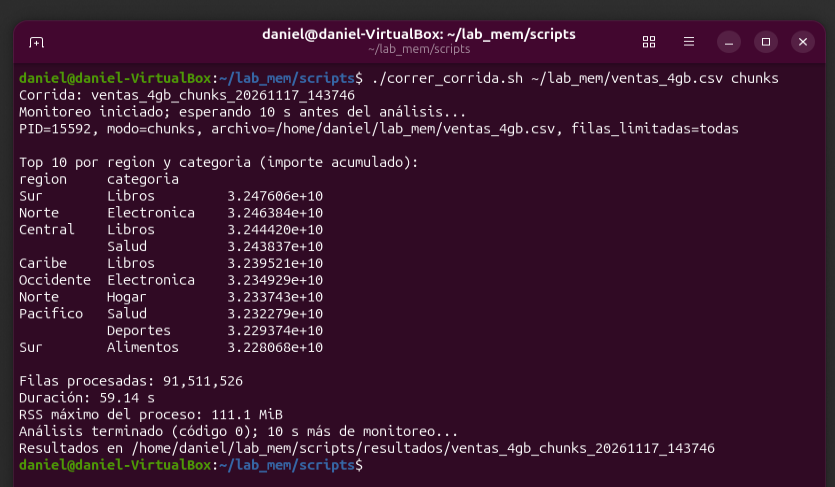 daniel@daniel-VirtualBox: ~/lab_mem/scripts
~/lab_mem/scripts
daniel@daniel-VirtualBox:~/lab_mem/scripts$ ./correr_corrida.sh ~/lab_mem/ventas_4gb.csv chunks
Corrida: ventas_4gb_chunks_20261117_143746
Monitoreo iniciado; esperando 10 s antes del análisis...
PID=15592, modo=chunks, archivo=/home/daniel/lab_mem/ventas_4gb.csv, filas_limitadas=todas
Top 10 por region y categoria (importe acumulado):
region     categoria
Sur        Libros         3.247606e+10
Norte      Electronica    3.246384e+10
Central    Libros         3.244420e+10
           Salud          3.243837e+10
Caribe     Libros         3.239521e+10
Occidente  Electronica    3.234929e+10
Norte      Hogar          3.233743e+10
Pacifico   Salud          3.232279e+10
           Deportes       3.229374e+10
Sur        Alimentos      3.228068e+10
Filas procesadas: 91,511,526
Duración: 59.14 s
RSS máximo del proceso: 111.1 MiB
Análisis terminado (código 0); 10 s más de monitoreo...
Resultados en /home/daniel/lab_mem/scripts/resultados/ventas_4gb_chunks_20261117_143746
daniel@daniel-VirtualBox:~/lab_mem/scripts$